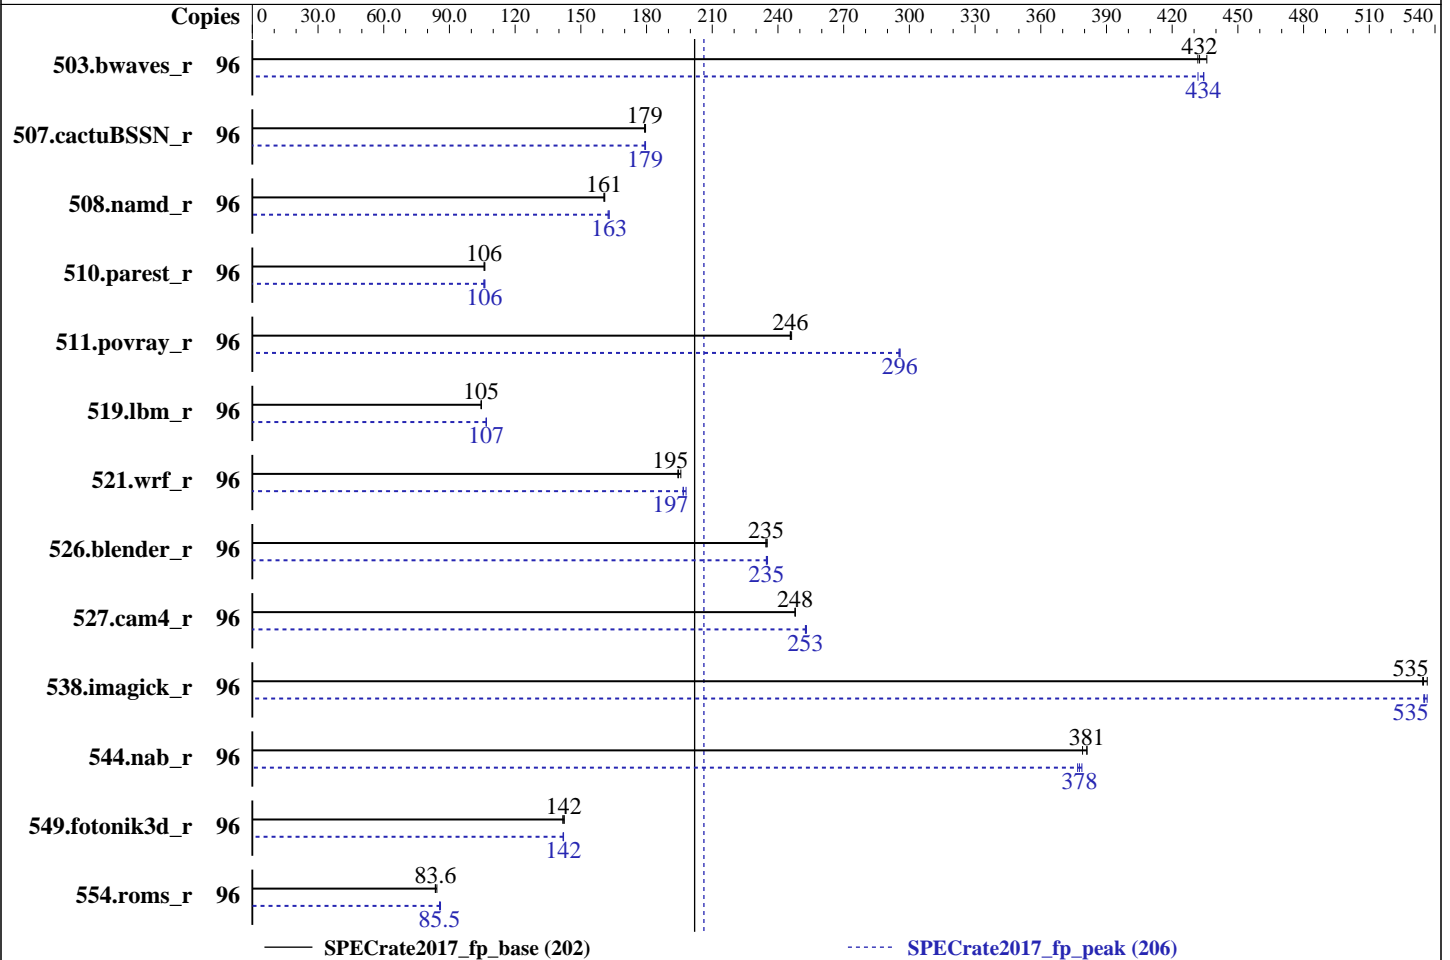 Copies 0 30.0 60.0 90.0 120 150 180 210 240 270 300 330 360 390 420 450 480 510 540
503.bwaves_r 96 432
434
507.cactuBSSN_r 96 179
179
508.namd_r 96 161
163
510.parest_r 96 106
106
511.povray_r 96 246
296
519.lbm_r 96 105
107
521.wrf_r 96 195
197
526.blender_r 96 235
235
527.cam4_r 96 248
253
538.imagick_r 96 535
535
544.nab_r 96 381
378
549.fotonik3d_r 96 142
142
554.roms_r 96 83.6
85.5
SPECrate2017_fp_base (202) SPECrate2017_fp_peak (206)